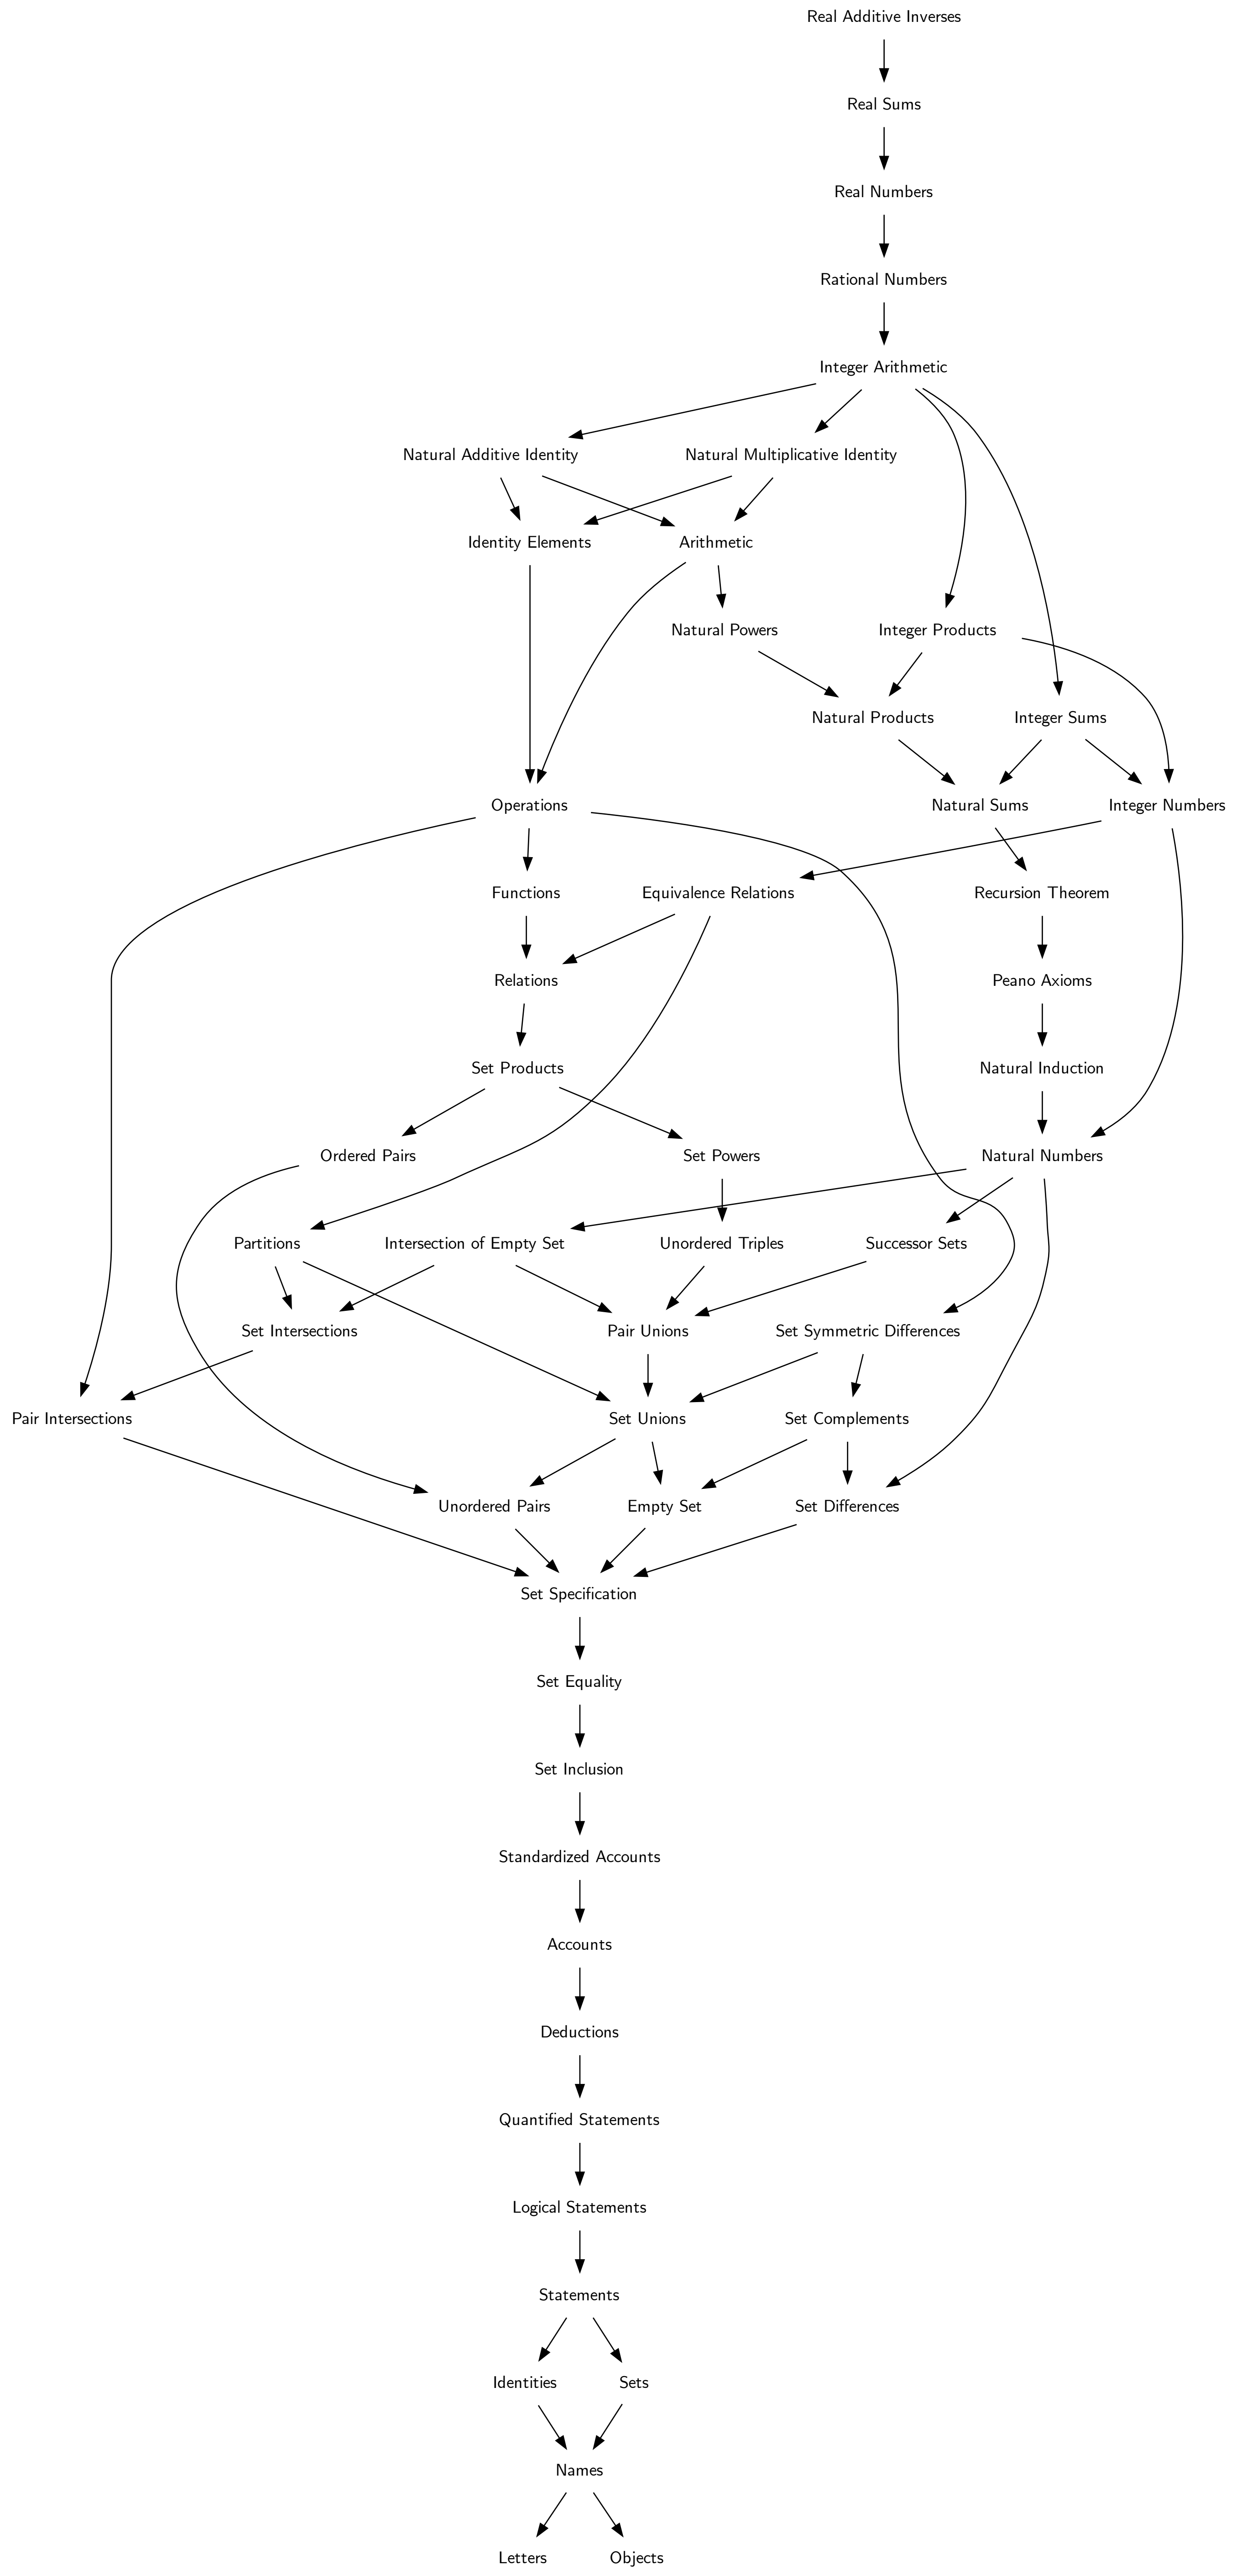 Real Additive Inverses
Real Sums
Real Numbers
Rational Numbers
Integer Arithmetic
Natural Additive Identity
Natural Multiplicative Identity
Identity Elements
Arithmetic
Natural Powers
Integer Products
Natural Products
Integer Sums
Operations
Natural Sums
Integer Numbers
Functions
Equivalence Relations
Recursion Theorem
Relations
Peano Axioms
Set Products
Natural Induction
Ordered Pairs
Set Powers
Natural Numbers
Partitions
Intersection of Empty Set
Unordered Triples
Successor Sets
Set Intersections
Pair Unions
Set Symmetric Differences
Pair Intersections
Set Unions
Set Complements
Unordered Pairs
Empty Set
Set Differences
Set Specification
Set Equality
Set Inclusion
Standardized Accounts
Accounts
Deductions
Quantified Statements
Logical Statements
Statements
Identities
Sets
Names
Letters
Objects